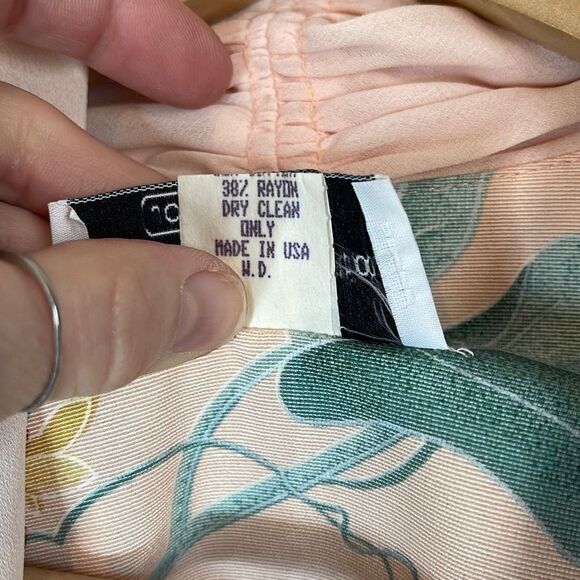 38% RAYON
DRY CLEAN
ONLY
MADE IN USA
W.D.